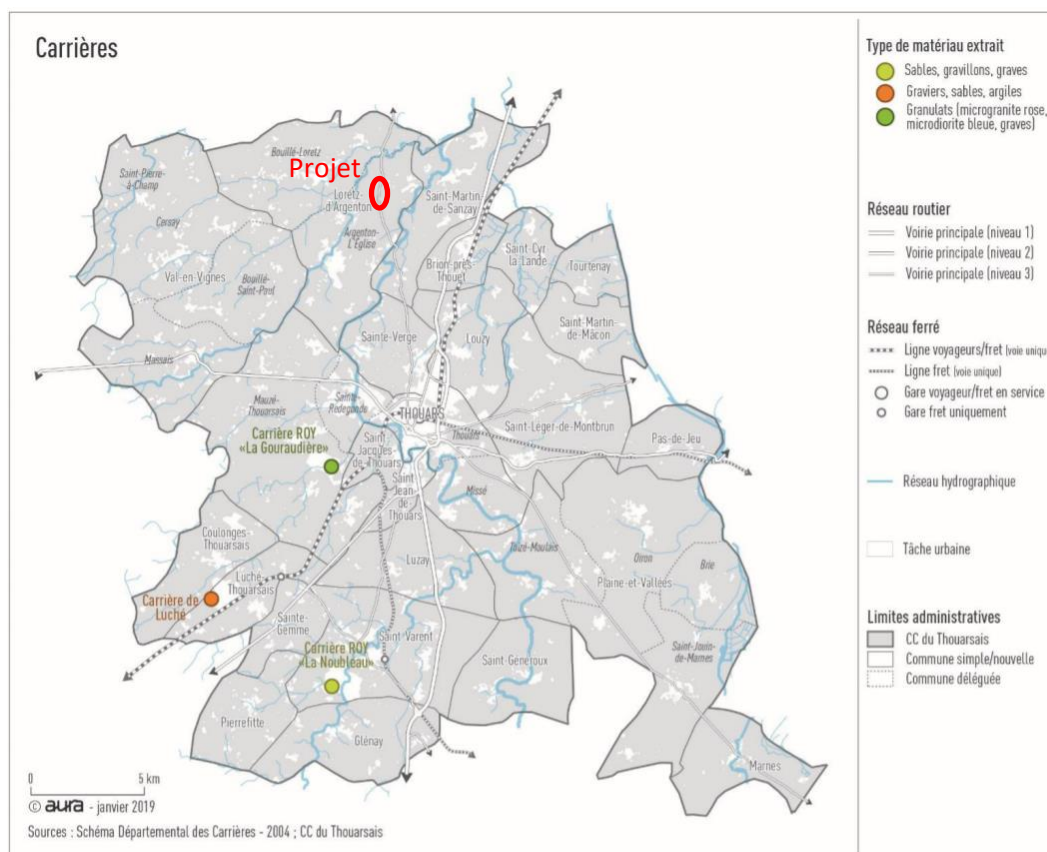 Carrières
Type de matériau extrait
Sables, gravillons, graves
Graviers, sables, argiles
Granulats (microgranite rose,
microdiorite bleue, graves)
Réseau routier
Voirie principale (niveau 1)
Voirie principale (niveau 2)
Voirie principale (niveau 3)
Réseau ferré
Ligne voyageurs/fret (voie uniqu
Ligne fret (voie unique)
Gare voyageur/fret en service
Gare fret uniquement
Réseau hydrographique
Tâche urbaine
Limites administratives
CC du Thouarsais
Commune simple/nouvelle
Commune déléguée
Bouillé-Loretz
Projet
Saint-Pierre-
à-Champ
Loretz-
d'Argenton
Saint-Martin
de-Sanzay
Cersay
Argenton-
L'Église
Saint-Cyr-
la-Lande
Brion-près-
Thouet
Tourtenay
Val-en-Vignes
Bouillé-
Saint-Paul
Saint-Martin
de-Mâcon
Sainte-Verge
Louzy
Massais
Mauzé-
Thouarsais
Sainte-
Radegonde
THOUARS
Thouars
Saint-Léger-de-Montbrun
Pas-de-Jeu
Carrière ROY
«La Gouraudière»
Saint-
Jacques-
de-Thouars
Saint
Jean
de-
Thouars
Missé
Coulonges-
Thouarsais
Luzay
Taizé-Maulais
Oiron
Brie
Plaine-et-Vallées
Carrière de
Luché
Luché-
Thouarsais
Sainte-
Gemme
Carrière ROY
«La Noubleau»
Saint-Varent
Saint-Généroux
Saint-Jouin-
de-Marnes
Pierrefitte
Glénay
Marnes
0 5 km
© aura - janvier 2019
Sources : Schéma Départemental des Carrières - 2004 ; CC du Thouarsais